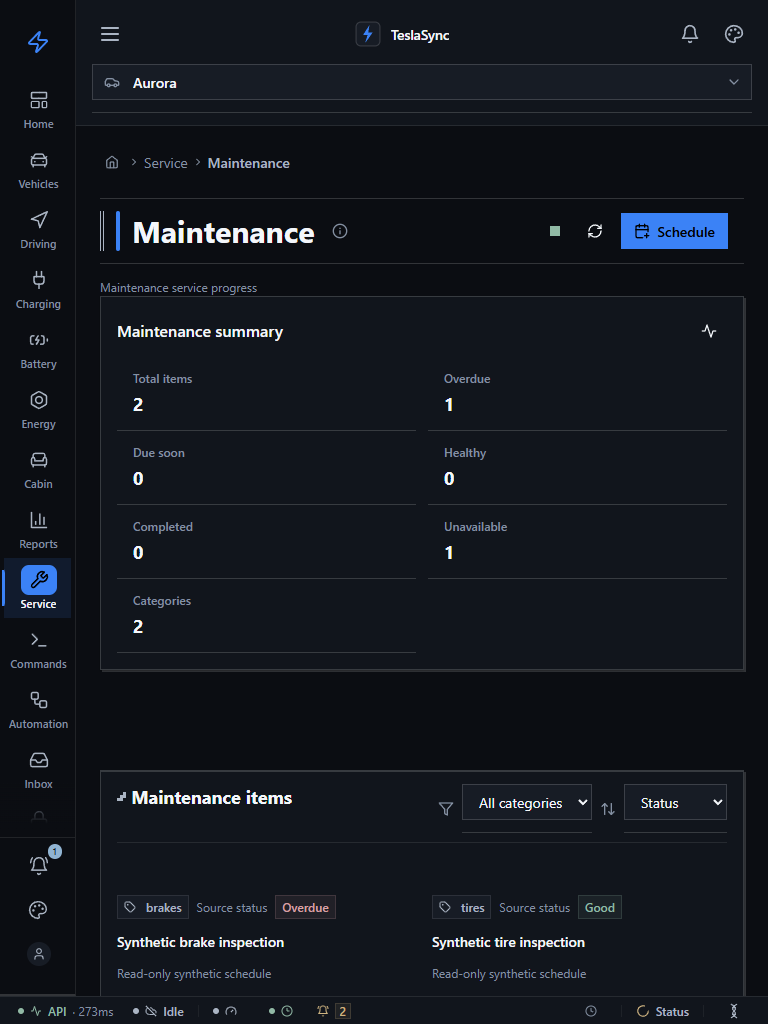 TeslaSync
Aurora
Home
Vehicles
Driving
Charging
Battery
Energy
Cabin
Reports
Service
Commands
Automation
Inbox
1
Service
Maintenance
Maintenance
Schedule
Maintenance service progress
Maintenance summary
Total items
2
Overdue
1
Due soon
0
Healthy
0
Completed
0
Unavailable
1
Categories
2
Maintenance items
All categories
Status
brakes Source status Overdue
Synthetic brake inspection
Read-only synthetic schedule
tires Source status Good
Synthetic tire inspection
Read-only synthetic schedule
API · 273ms
Idle
2
Status